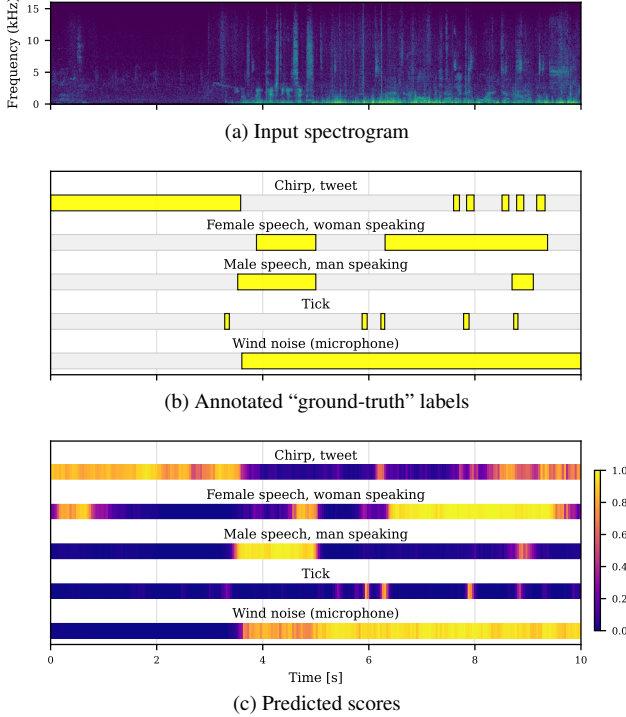 Frequency (kHz)
15
10
5
0
(a) Input spectrogram
Chirp, tweet
Female speech, woman speaking
Male speech, man speaking
Tick
Wind noise (microphone)
(b) Annotated “ground-truth” labels
Chirp, tweet
Female speech, woman speaking
Male speech, man speaking
Tick
Wind noise (microphone)
1.0
0.8
0.6
0.4
0.2
0.0
0 2 4 6 8 10
Time [s]
(c) Predicted scores